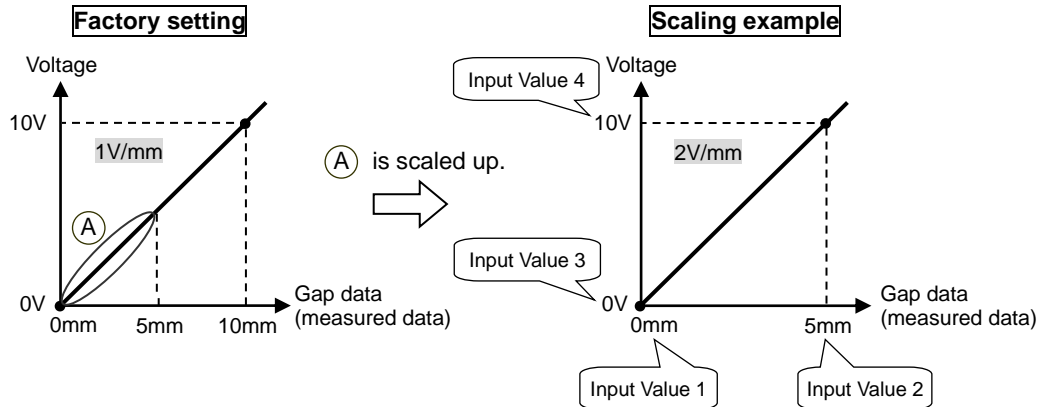 Factory setting
Voltage
10V
1V/mm
A
0V
0mm
5mm
10mm
Gap data
(measured data)
A is scaled up.
Scaling example
Input Value 4
Voltage
10V
2V/mm
Input Value 3
0V
0mm
5mm
Gap data
(measured data)
Input Value 1
Input Value 2